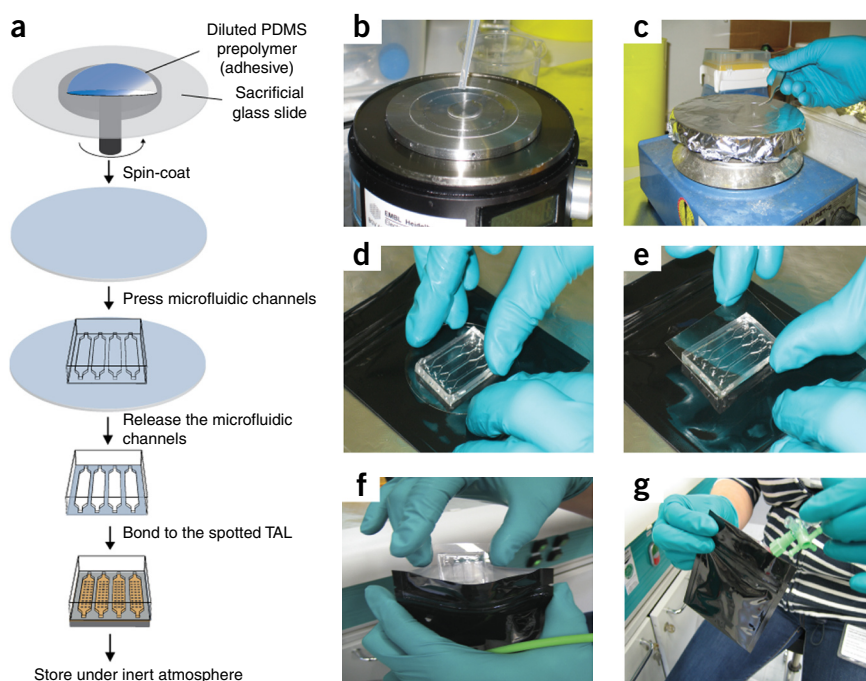 a
Diluted PDMS
prepolymer
(adhesive)
Sacrificial
glass slide
Spin-coat
Press microfluidic channels
Release the microfluidic
channels
Bond to the spotted TAL
Store under inert atmosphere
b
EMBL
c
d
e
f
g